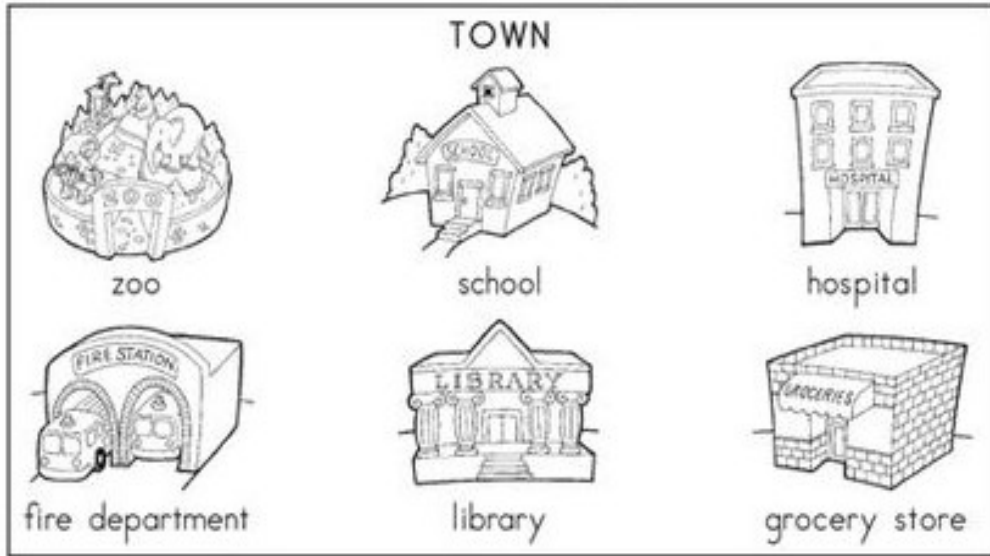 TOWN
ZOO
SCHOOL
HOSPITAL
zoo
school
hospital
FIRE STATION
LIBRARY
GROCERIES
fire department
library
grocery store